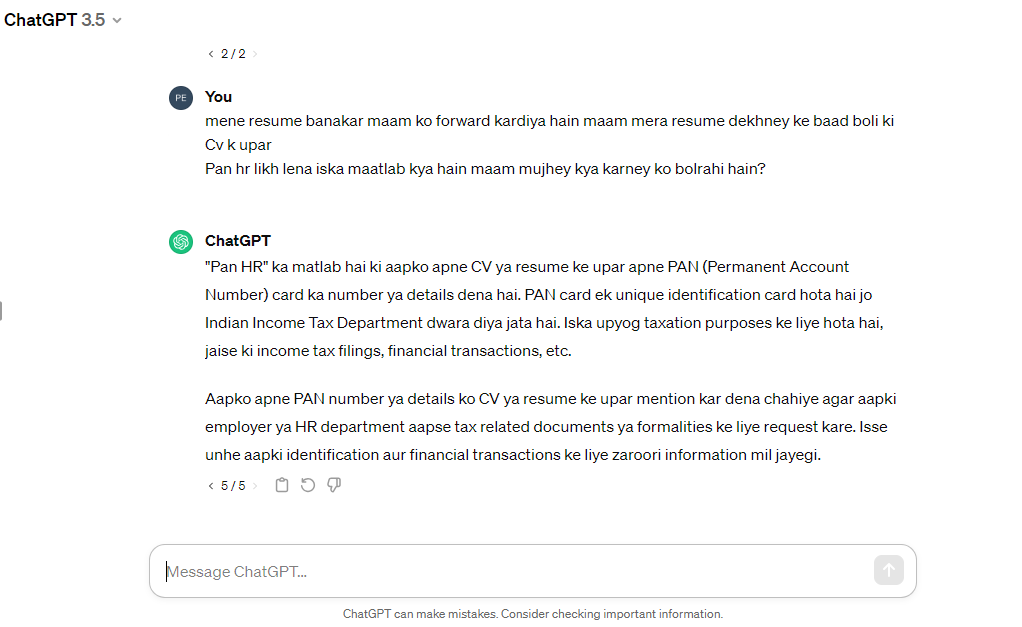 ChatGPT 3.5
< 2 / 2 >
PE
You
mene resume banakar maam ko forward kardiya hain maam mera resume dekhney ke baad boli ki
Cv k upar
Pan hr likh lena iska maatlab kya hain maam mujhey kya karney ko bolrahi hain?
ChatGPT
"Pan HR" ka matlab hai ki aapko apne CV ya resume ke upar apne PAN (Permanent Account
Number) card ka number ya details dena hai. PAN card ek unique identification card hota hai jo
Indian Income Tax Department dwara diya jata hai. Iska upyog taxation purposes ke liye hota hai,
jaise ki income tax filings, financial transactions, etc.
Aapko apne PAN number ya details ko CV ya resume ke upar mention kar dena chahiye agar aapki
employer ya HR department aapse tax related documents ya formalities ke liye request kare. Isse
unhe aapki identification aur financial transactions ke liye zaroori information mil jayegi.
< 5 / 5 >
Message ChatGPT...
ChatGPT can make mistakes. Consider checking important information.